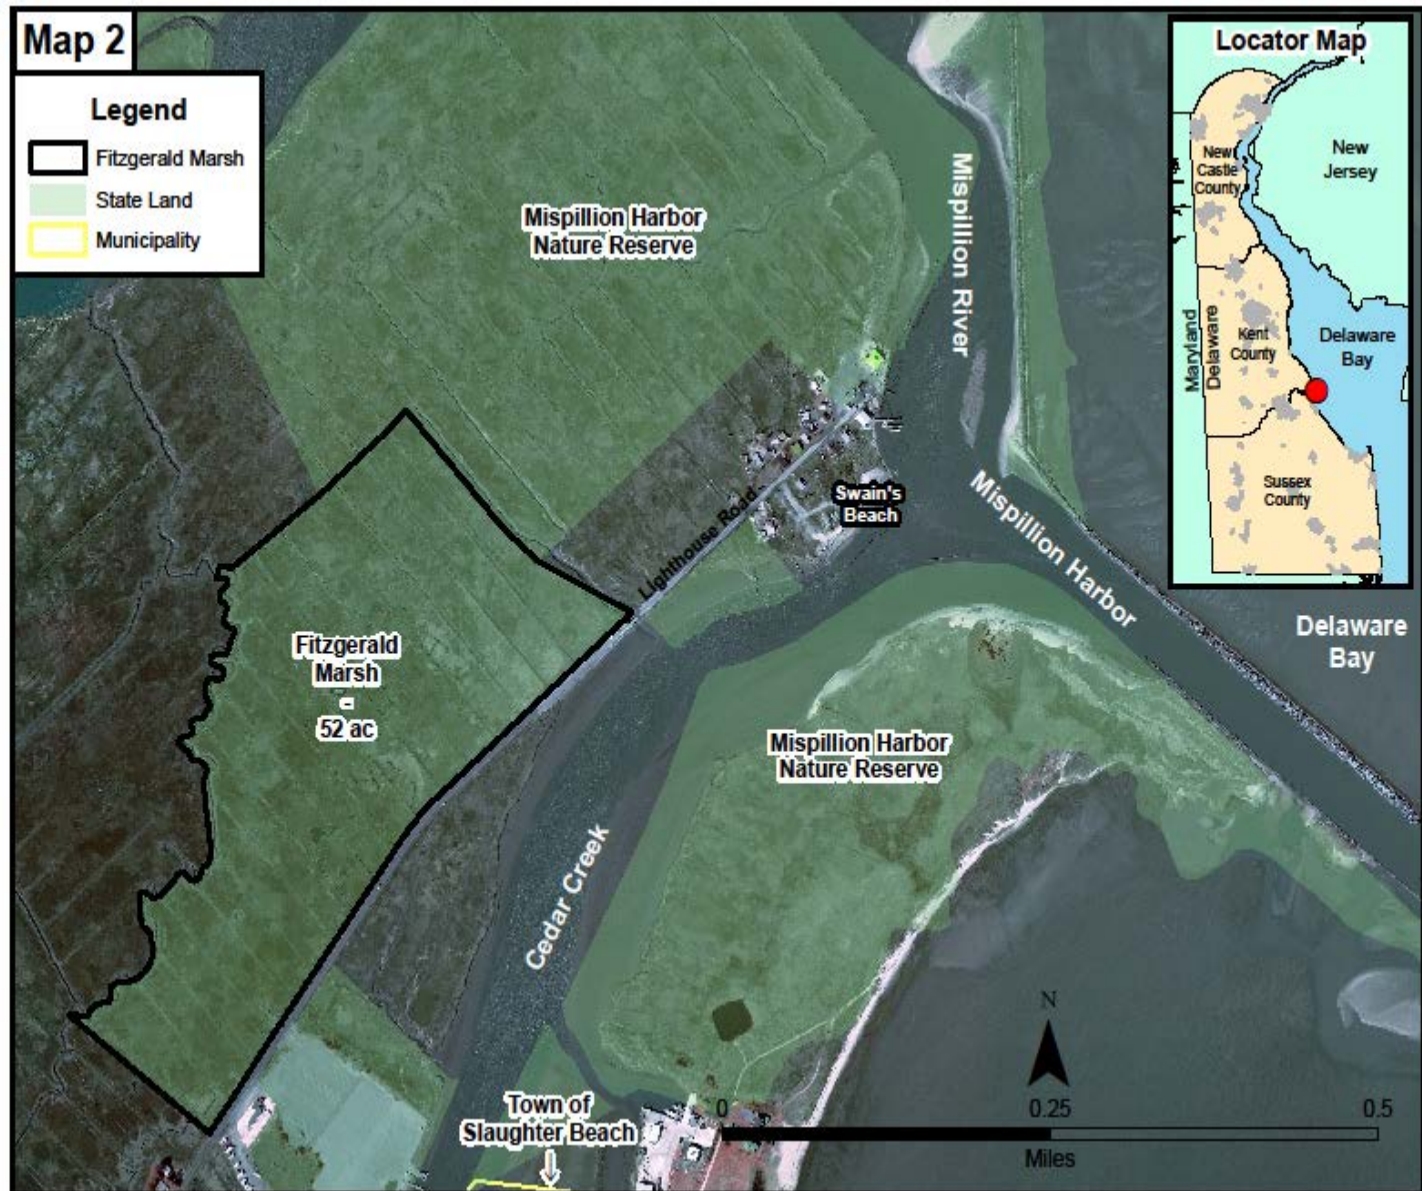 Map 2
Legend
Fitzgerald Marsh
State Land
Municipality
Mispillion Harbor
Nature Reserve
Mispillion River
Locator Map
New
Castle
County
New
Jersey
Maryland
Delaware
Kent
County
Delaware
Bay
Sussex
County
Lighthouse Road
Swain's
Beach
Mispillion Harbor
Delaware
Bay
Fitzgerald
Marsh
-
52 ac
Mispillion Harbor
Nature Reserve
Cedar Creek
Town of
Slaughter Beach
N
0 0.25 0.5
Miles